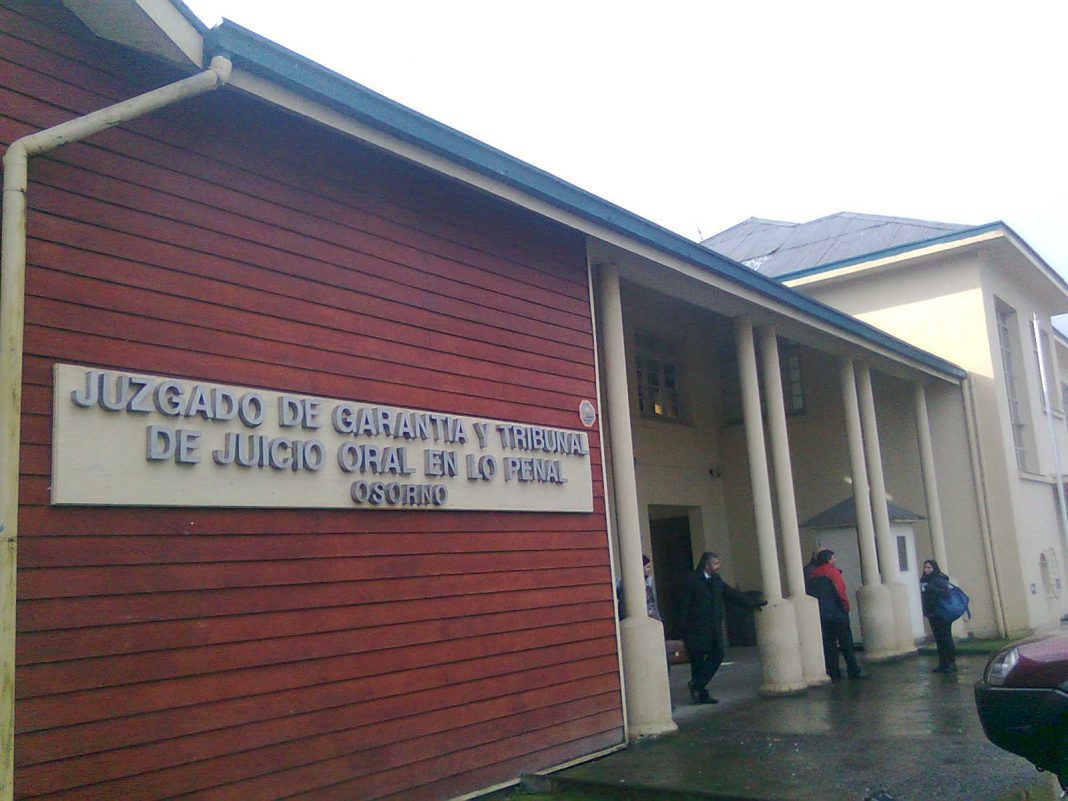 JUZGADO DE GARANTIA Y TRIBUNAL
DE JUICIO ORAL EN LO PENAL
OSORNO